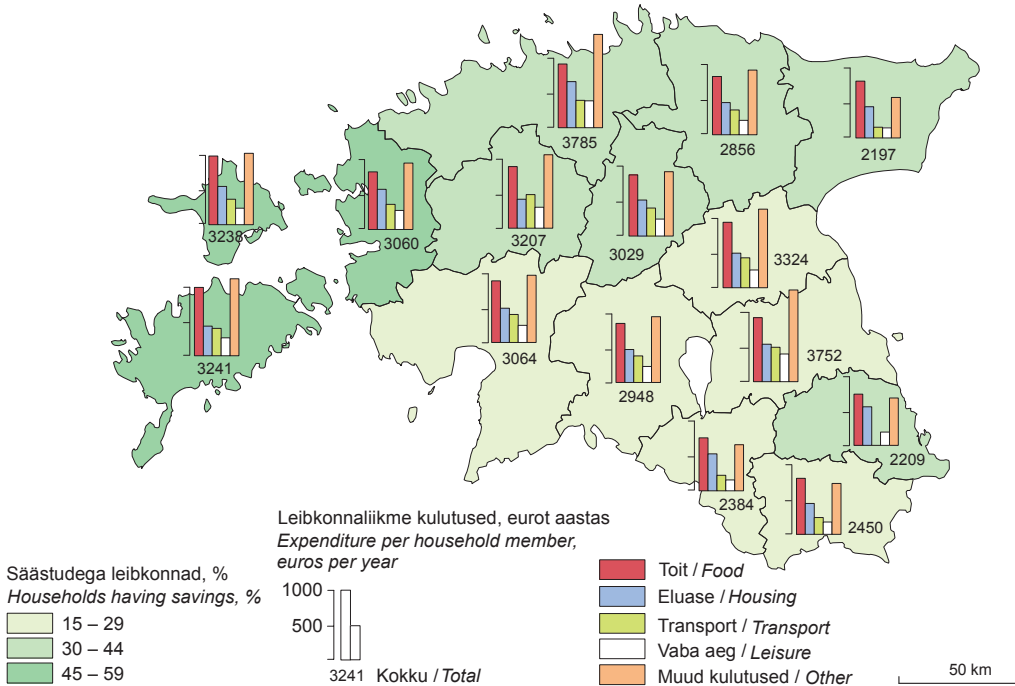 3785
2856
2197
3238
3060
3207
3029
3324
3241
3064
2948
3752
2209
2384
2450
Leibkonnaliikme kulutused, eurot aastas
Expenditure per household member,
euros per year
1000
500
3241 Kokku / Total
Säästudega leibkonnad, %
Households having savings, %
15 – 29
30 – 44
45 – 59
Toit / Food
Eluase / Housing
Transport / Transport
Vaba aeg / Leisure
Muud kulutused / Other
50 km